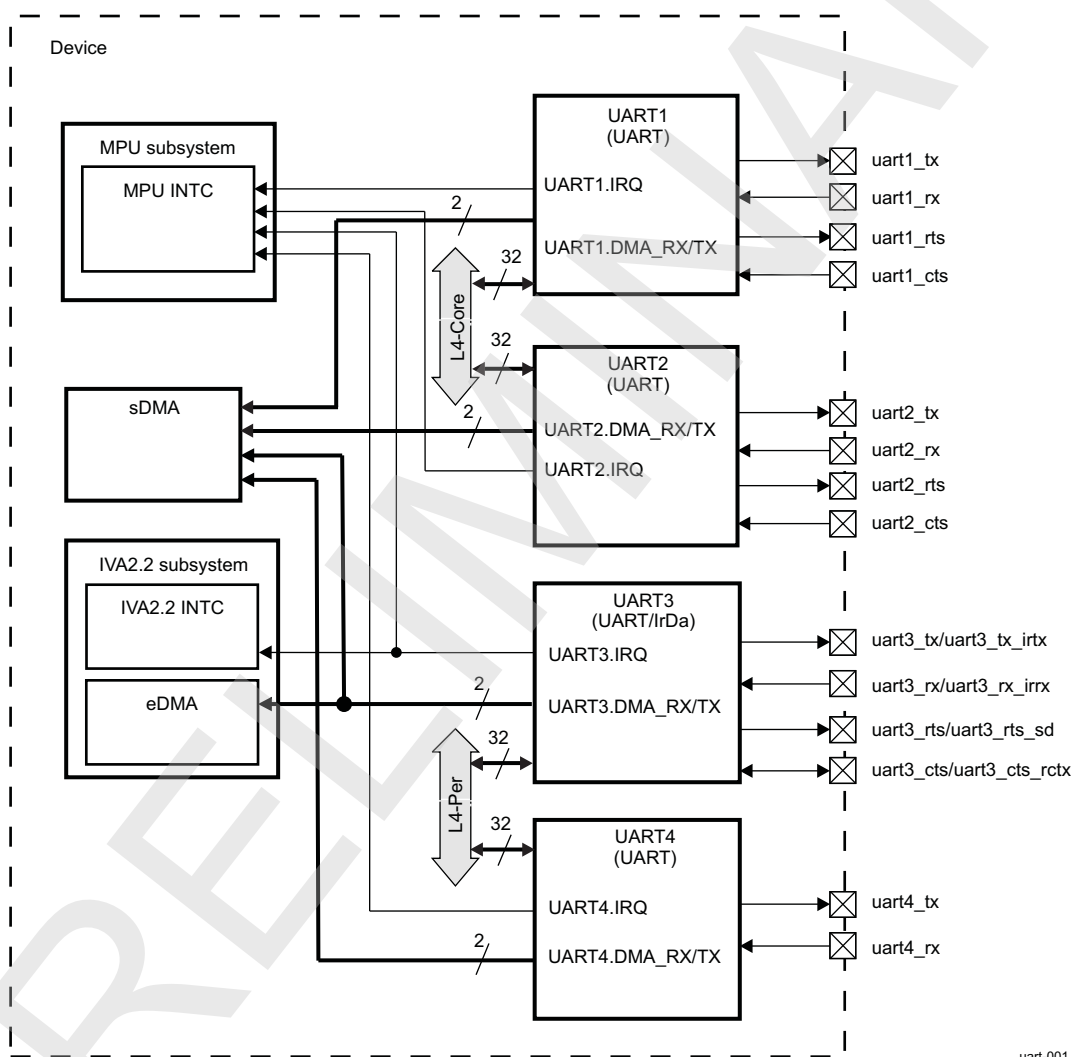 Device
UART1
(UART)
MPU subsystem
MPU INTC
UART1.IRQ
2
UART1.DMA_RX/TX
32
L4-Core
uart1_tx
uart1_rx
uart1_rts
uart1_cts
32
UART2
(UART)
sDMA
2
UART2.DMA_RX/TX
UART2.IRQ
uart2_tx
uart2_rx
uart2_rts
uart2_cts
IVA2.2 subsystem
IVA2.2 INTC
eDMA
UART3
(UART/IrDa)
UART3.IRQ
2
UART3.DMA_RX/TX
32
L4-Per
uart3_tx/uart3_tx_irtx
uart3_rx/uart3_rx_irrx
uart3_rts/uart3_rts_sd
uart3_cts/uart3_cts_rctx
32
UART4
(UART)
UART4.IRQ
2
UART4.DMA_RX/TX
uart4_tx
uart4_rx
uart-001
RELIMINA